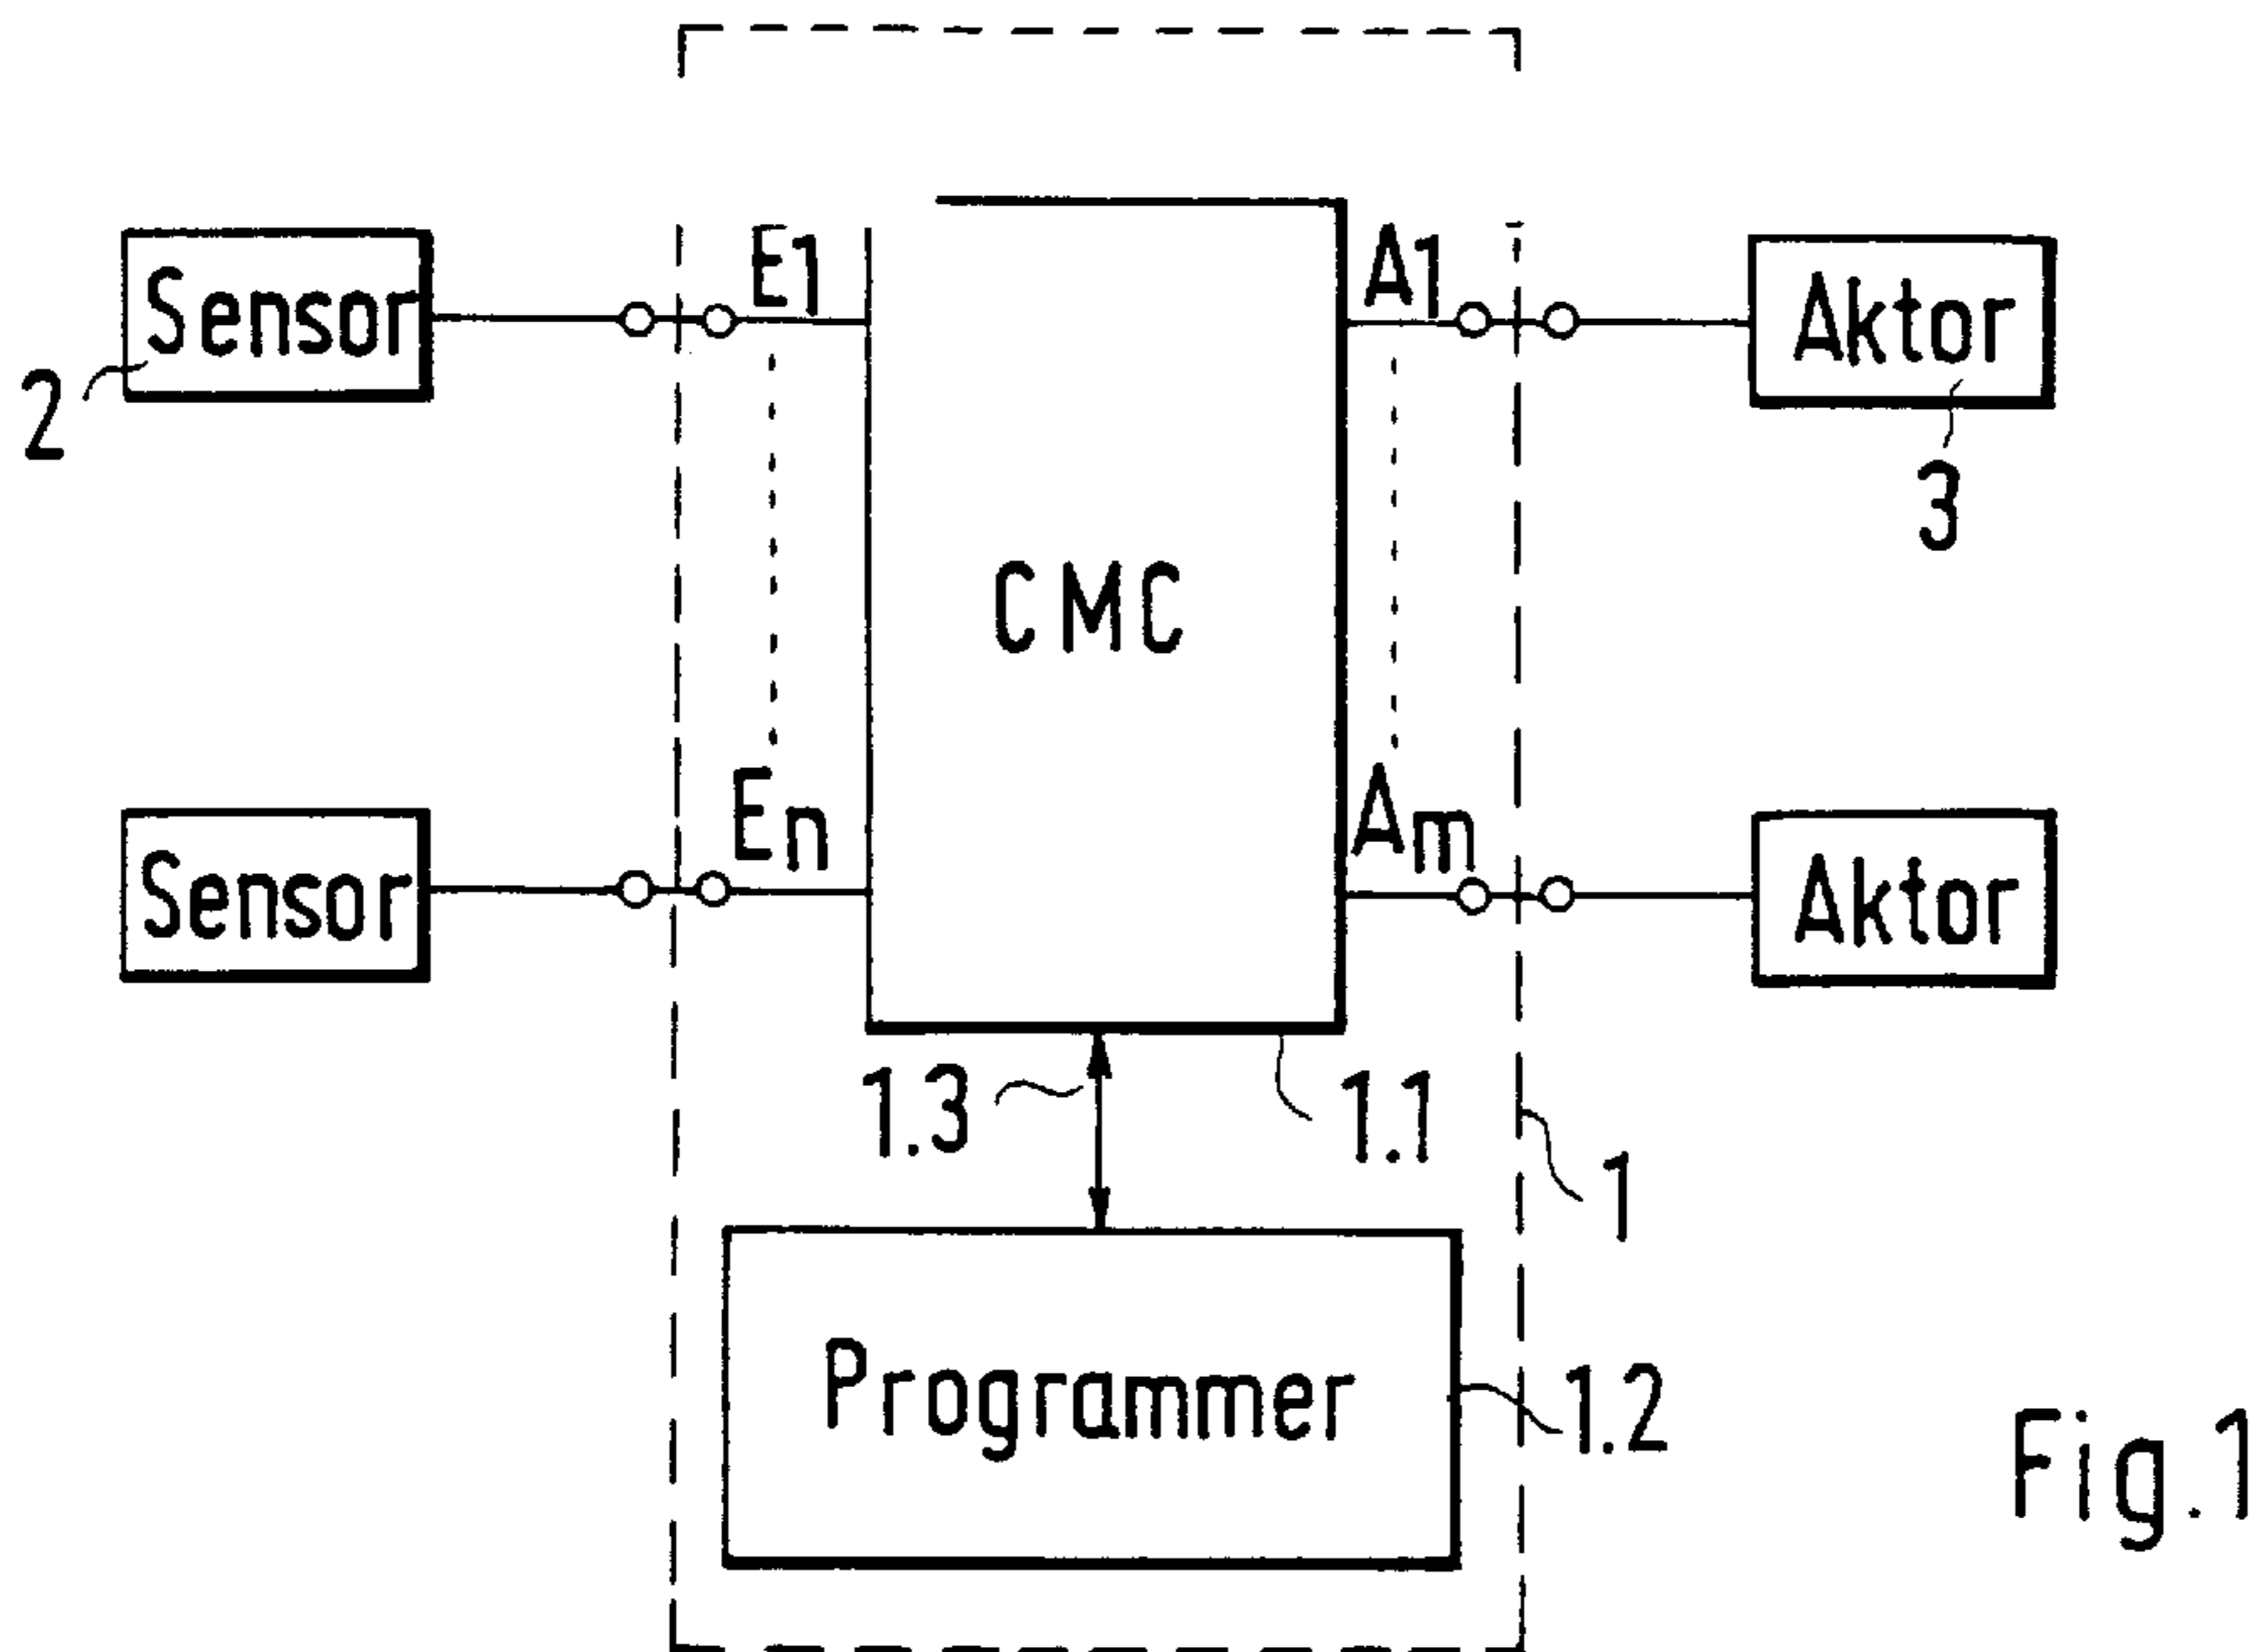 E1
A1
Sensor
Aktor
2
3
CMC
En
Am
Sensor
Aktor
1.3
1.1
1
Programmer
1.2
Fig.1